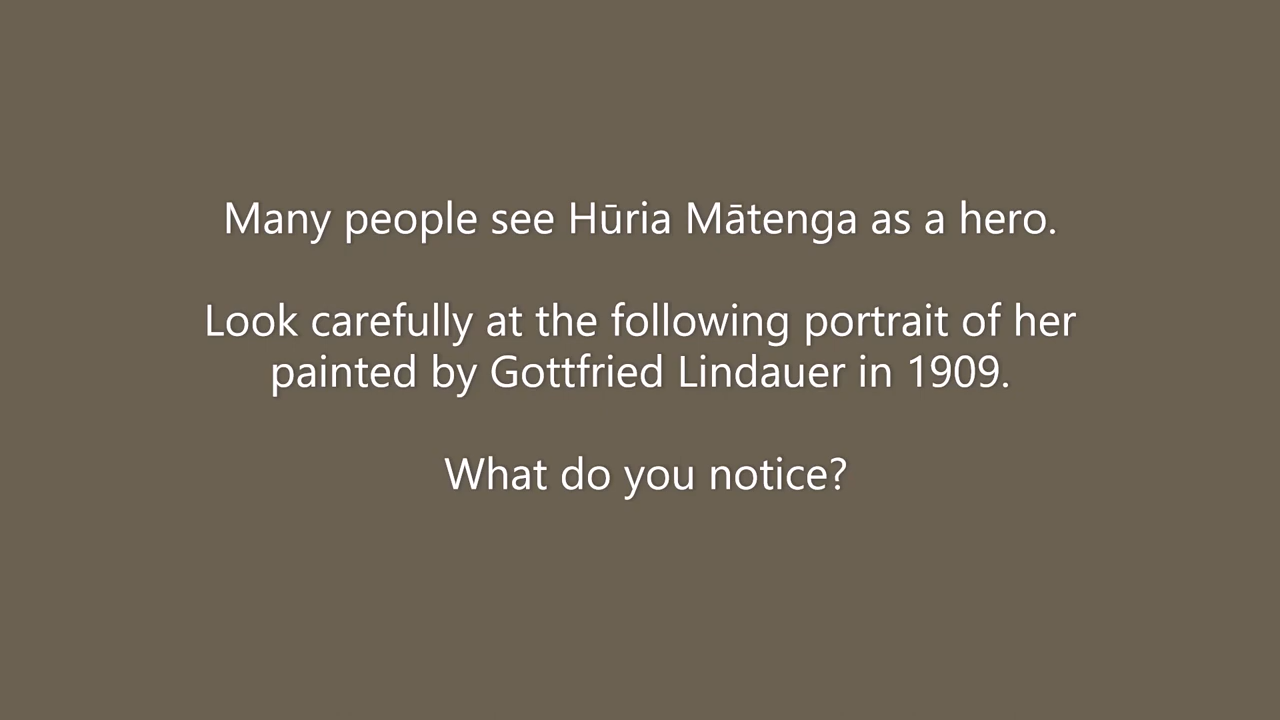 Many people see Hūria Mātenga as a hero.
Look carefully at the following portrait of her
painted by Gottfried Lindauer in 1909.
What do you notice?